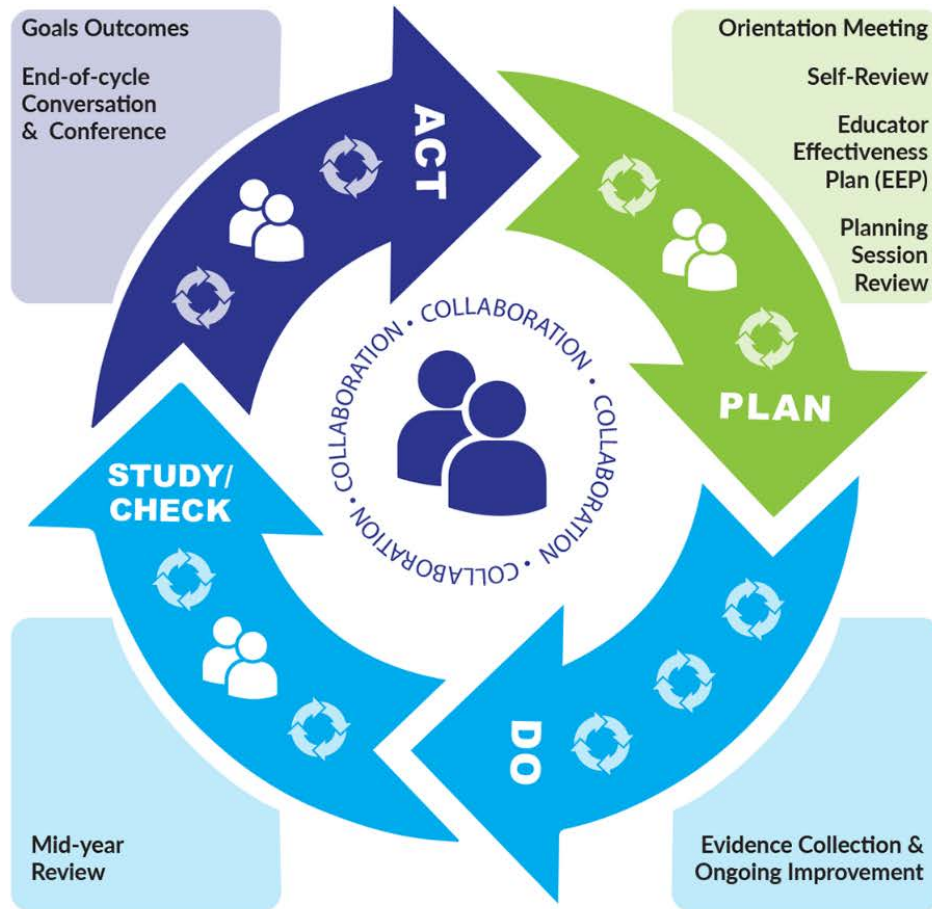 Goals Outcomes
End-of-cycle
Conversation
& Conference
Orientation Meeting
Self-Review
Educator
Effectiveness
Plan (EEP)
Planning
Session
Review
ACT
PLAN
COLLABORATION • COLLABORATION • COLLABORATION • COLLABORATION •
STUDY/
CHECK
DO
Mid-year
Review
Evidence Collection &
Ongoing Improvement